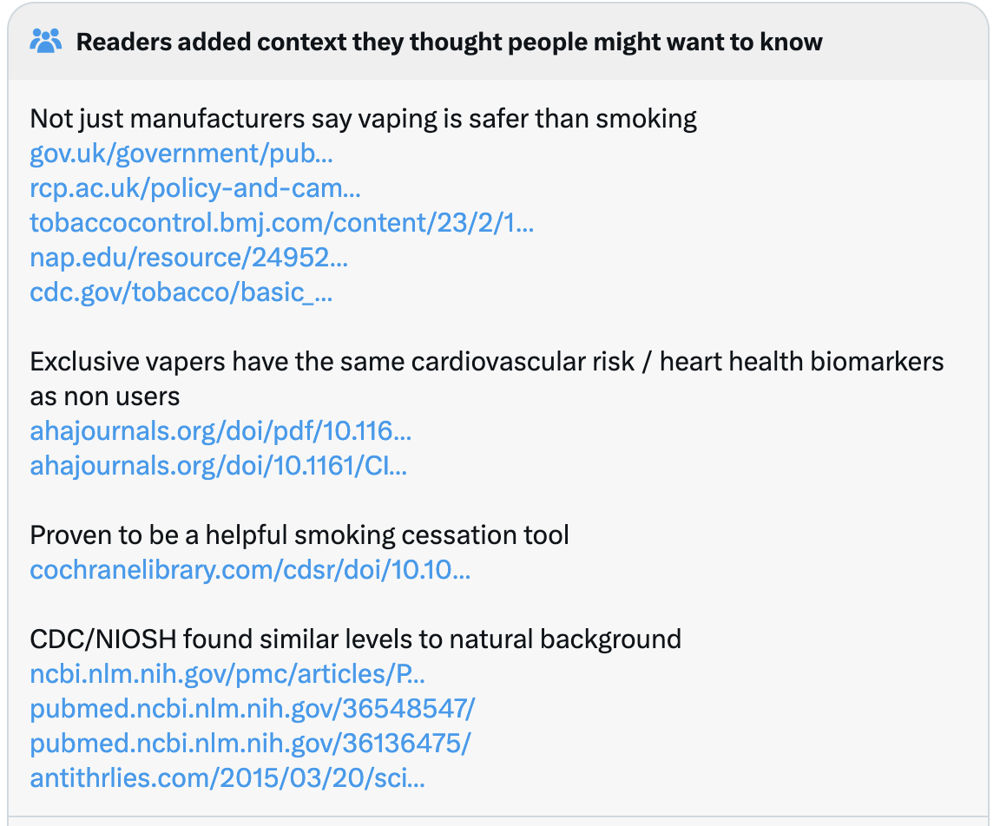 Readers added context they thought people might want to know
Not just manufacturers say vaping is safer than smoking
gov.uk/government/pub...
rcp.ac.uk/policy-and-cam...
tobaccocontrol.bmj.com/content/23/2/1...
nap.edu/resource/24952...
cdc.gov/tobacco/basic_...
Exclusive vapers have the same cardiovascular risk / heart health biomarkers
as non users
ahajournals.org/doi/pdf/10.116...
ahajournals.org/doi/10.1161/CI...
Proven to be a helpful smoking cessation tool
cochranelibrary.com/cdsr/doi/10.10...
CDC/NIOSH found similar levels to natural background
ncbi.nlm.nih.gov/pmc/articles/P...
pubmed.ncbi.nlm.nih.gov/36548547/
pubmed.ncbi.nlm.nih.gov/36136475/
antithrlies.com/2015/03/20/sci...